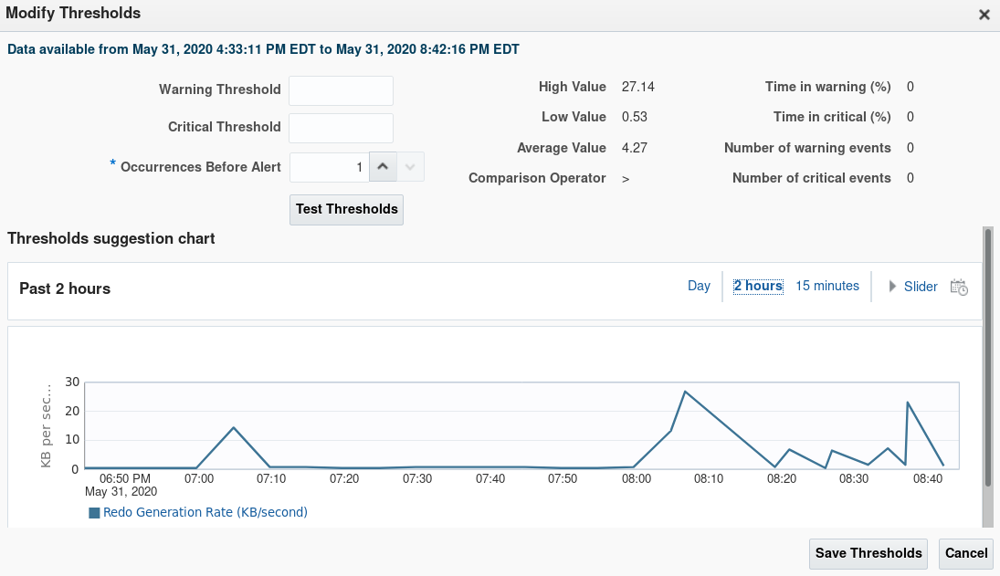 Modify Thresholds
Data available from May 31, 2020 4:33:11 PM EDT to May 31, 2020 8:42:16 PM EDT
Warning Threshold
Critical Threshold
* Occurrences Before Alert 1
Test Thresholds
High Value 27.14
Low Value 0.53
Average Value 4.27
Comparison Operator >
Time in warning (%) 0
Time in critical (%) 0
Number of warning events 0
Number of critical events 0
Thresholds suggestion chart
Past 2 hours
Day 2 hours 15 minutes Slider
KB per sec...
30
20
10
0
06:50 PM 07:00 07:10 07:20 07:30 07:40 07:50 08:00 08:10 08:20 08:30 08:40
May 31, 2020
Redo Generation Rate (KB/second)
Save Thresholds Cancel